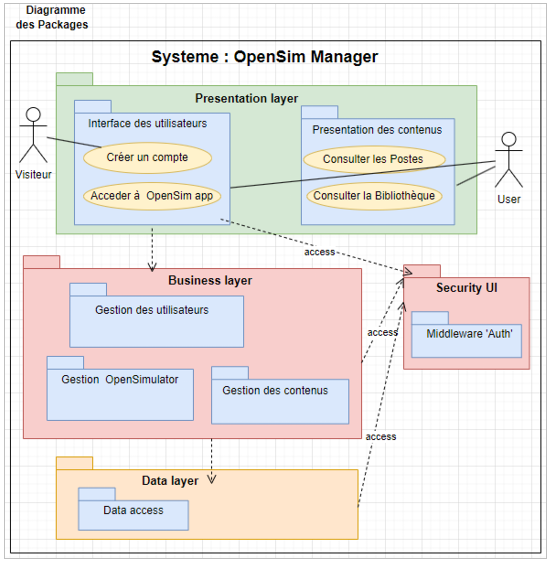 Diagramme
des Packages
Systeme : OpenSim Manager
Presentation layer
Interface des utilisateurs
Presentation des contenus
Créer un compte
Consulter les Postes
Visiteur
Acceder à OpenSim app
Consulter la Bibliothèque
User
access
Business layer
Security UI
Gestion des utilisateurs
access
Middleware 'Auth'
Gestion OpenSimulator
Gestion des contenus
access
Data layer
Data access